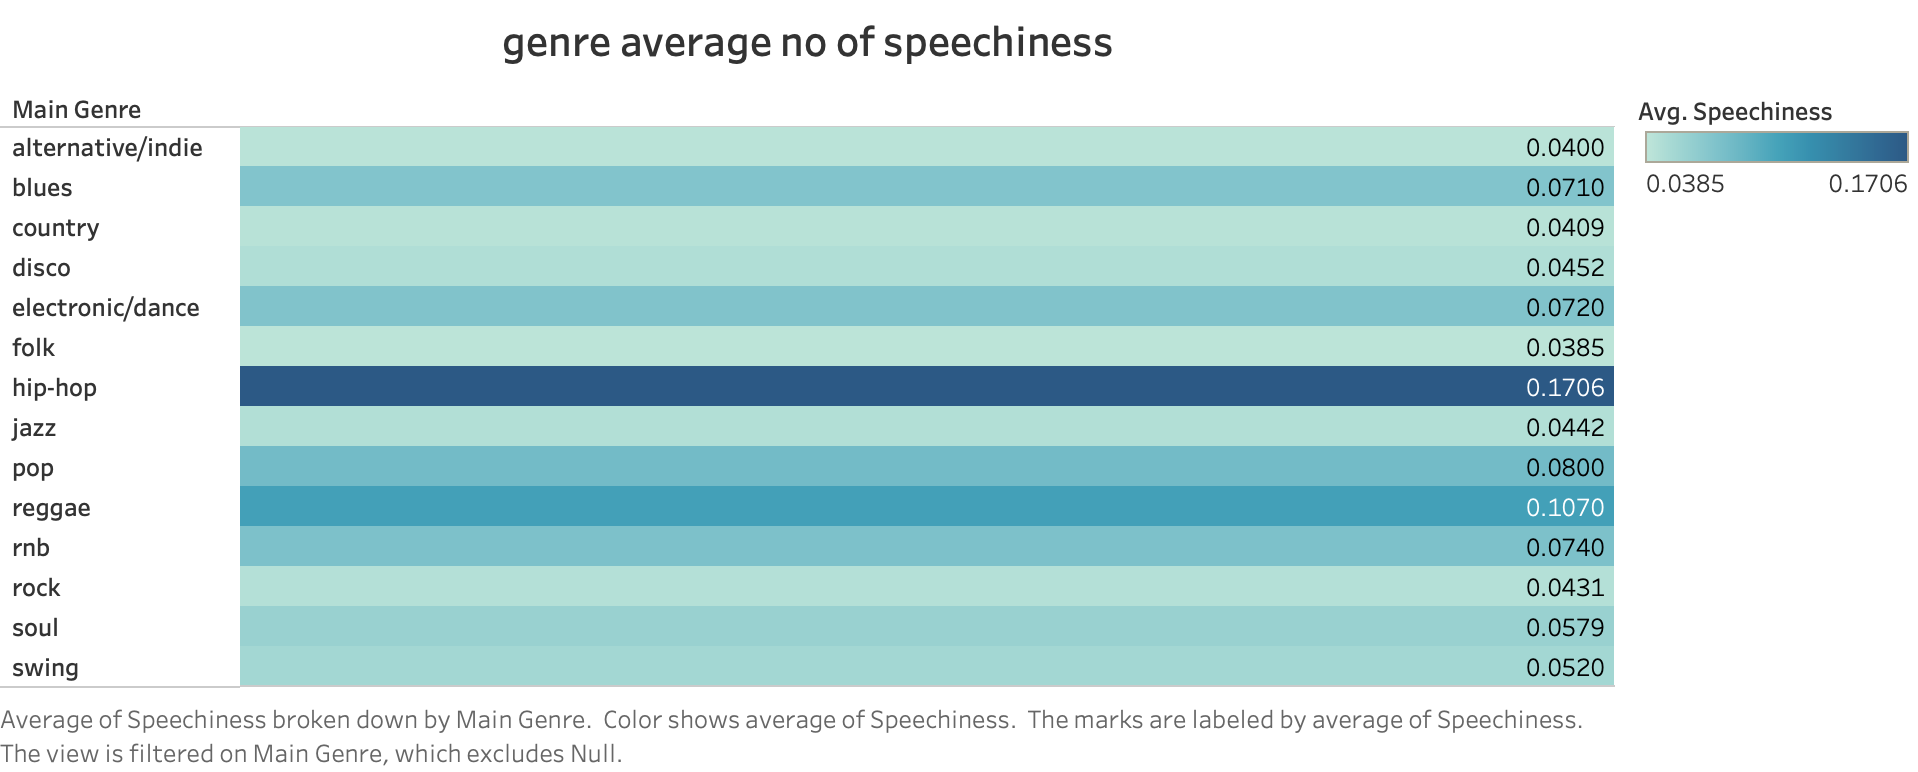 genre average no of speechiness
Main Genre
alternative/indie 0.0400
blues 0.0710
country 0.0409
disco 0.0452
electronic/dance 0.0720
folk 0.0385
hip-hop 0.1706
jazz 0.0442
pop 0.0800
reggae 0.1070
rnb 0.0740
rock 0.0431
soul 0.0579
swing 0.0520
Avg. Speechiness
0.0385 0.1706
Average of Speechiness broken down by Main Genre. Color shows average of Speechiness. The marks are labeled by average of Speechiness.
The view is filtered on Main Genre, which excludes Null.